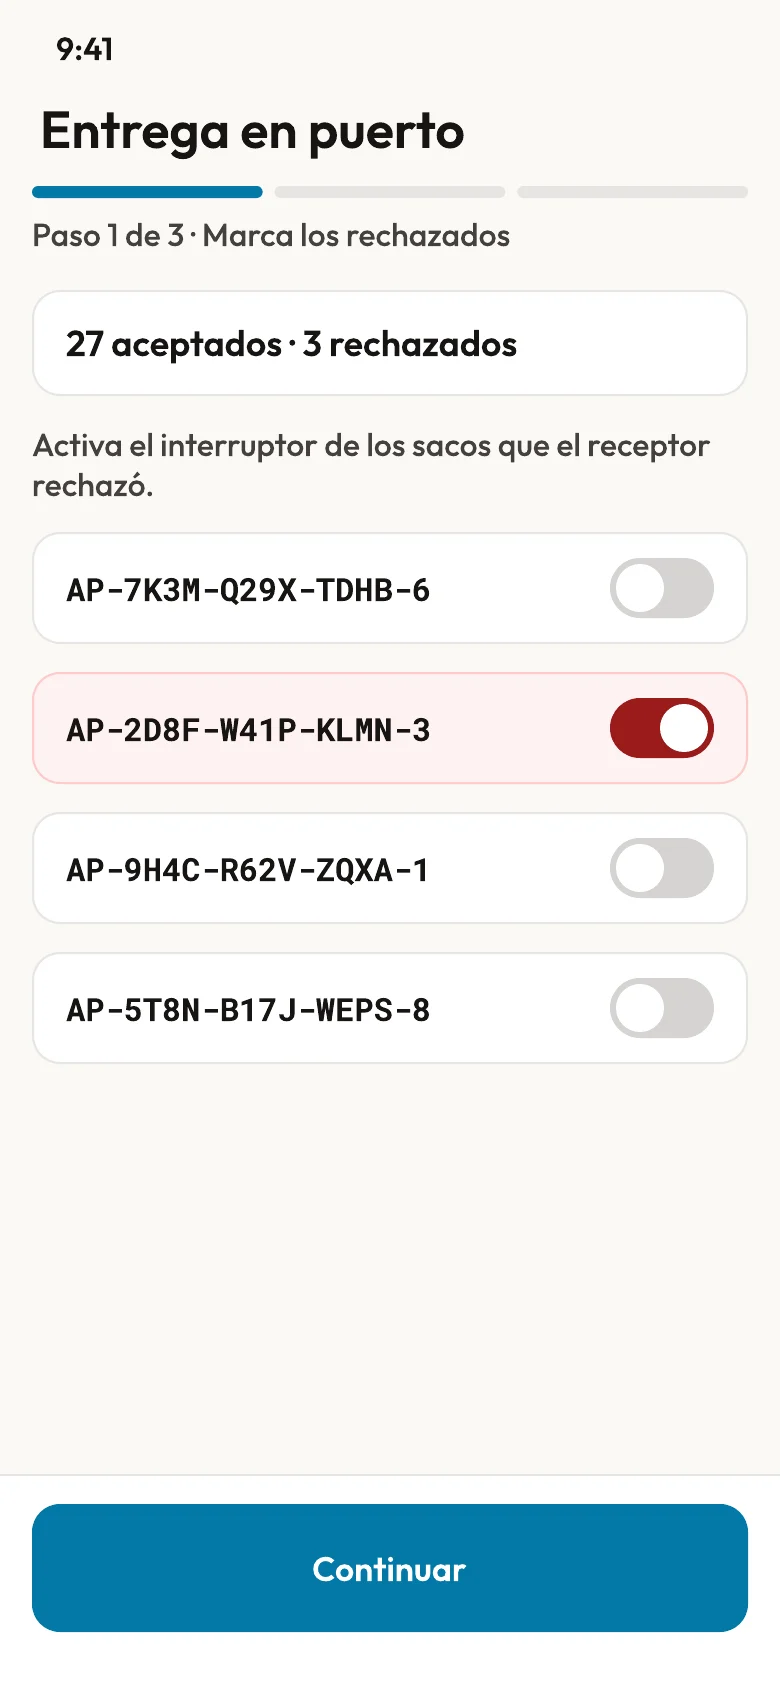 9:41
Entrega en puerto
Paso 1 de 3 · Marca los rechazados
27 aceptados · 3 rechazados
Activa el interruptor de los sacos que el receptor
rechazó.
AP-7K3M-Q29X-TDHB-6
AP-2D8F-W41P-KLMN-3
AP-9H4C-R62V-ZQXA-1
AP-5T8N-B17J-WEPS-8
Continuar